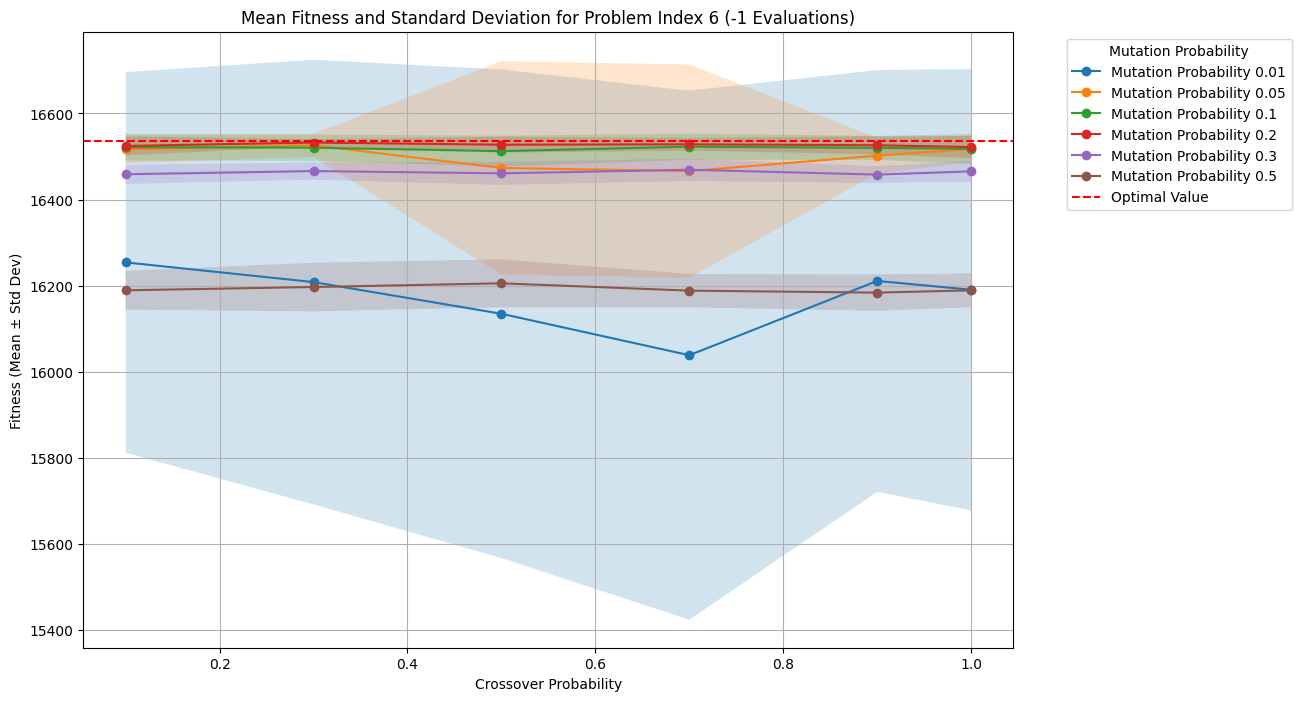 Mean Fitness and Standard Deviation for Problem Index 6 (-1 Evaluations)
Mutation Probability
Mutation Probability 0.01
Mutation Probability 0.05
Mutation Probability 0.1
Mutation Probability 0.2
Mutation Probability 0.3
Mutation Probability 0.5
Optimal Value
Fitness (Mean ± Std Dev)
16600
16400
16200
16000
15800
15600
15400
0.2 0.4 0.6 0.8 1.0
Crossover Probability